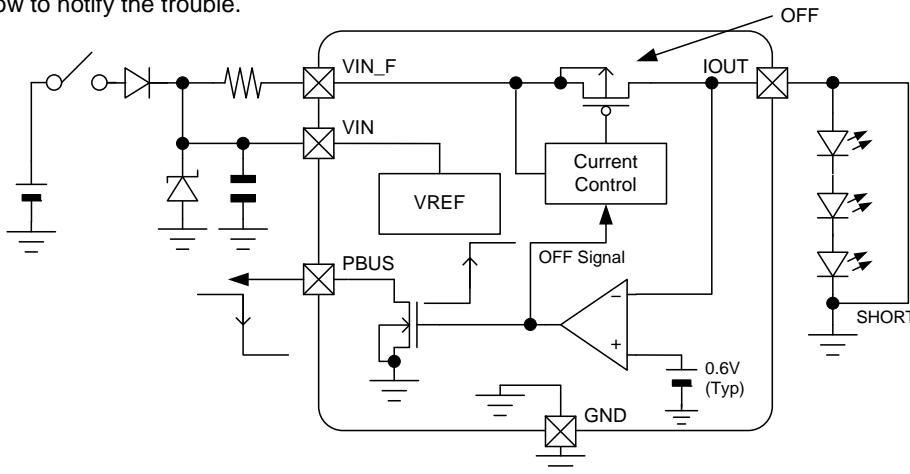 ow to notify the trouble.
OFF
VIN_F
IOUT
VIN
Current
Control
VREF
OFF Signal
PBUS
−
+
SHORT
0.6V
(Typ)
GND